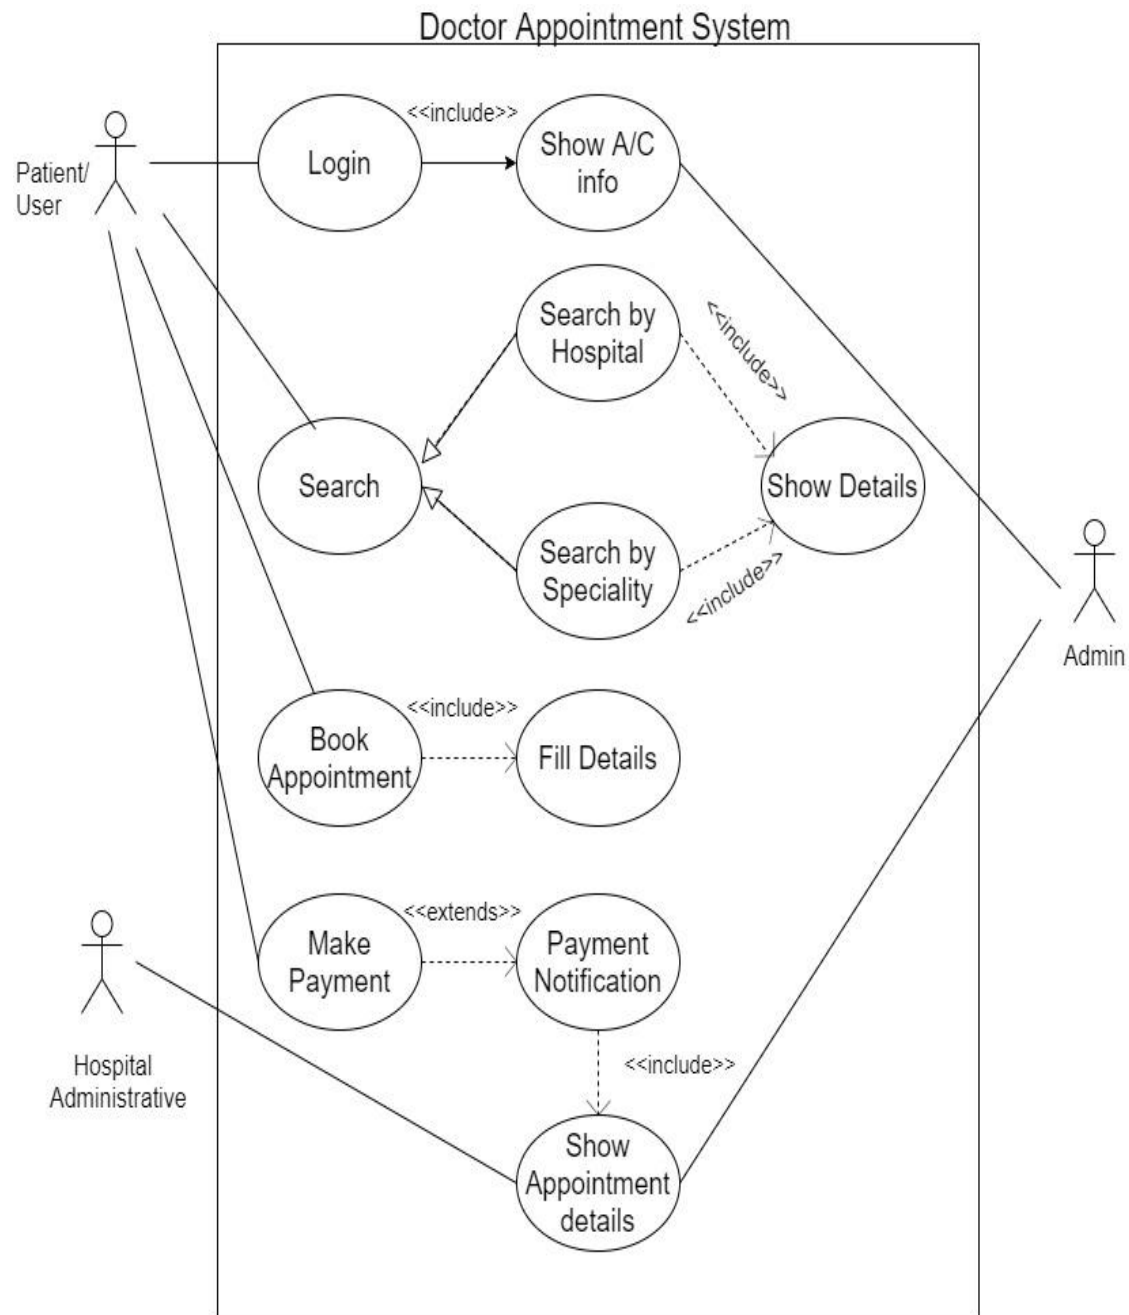 Doctor Appointment System
<<include>>
Patient/
User
Login
Show A/C
info
Search by
Hospital
<<include>>
Search
Show Details
Search by
Speciality
<<include>>
Admin
Book
Appointment
<<include>>
Fill Details
Make
Payment
<<extends>>
Payment
Notification
Hospital
Administrative
<<include>>
Show
Appointment
details